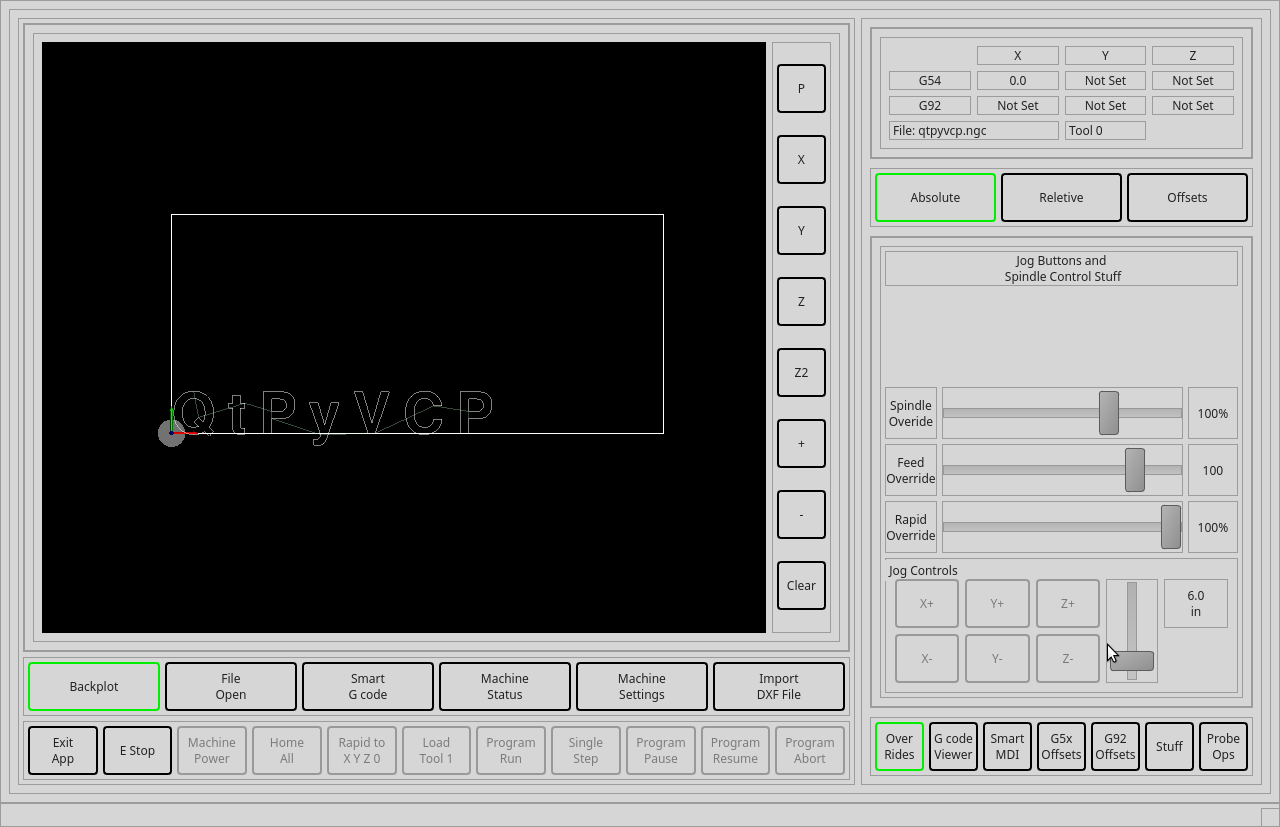 QtPyVCP
P
X
Y
Z
Z2
+
-
Clear
Backplot
File
Open
Smart
G code
Machine
Status
Machine
Settings
Import
DXF File
Exit
App
E Stop
Machine
Power
Home
All
Rapid to
X Y Z 0
Load
Tool 1
Program
Run
Single
Step
Program
Pause
Program
Resume
Program
Abort
X Y Z
G54 0.0 Not Set Not Set
G92 Not Set Not Set Not Set
File: qtpyvcp.ngc Tool 0
Absolute
Reletive
Offsets
Jog Buttons and
Spindle Control Stuff
Spindle
Overide
100%
Feed
Override
100
Rapid
Override
100%
Jog Controls
X+ Y+ Z+
6.0
in
X- Y- Z-
Over
Rides
G code
Viewer
Smart
MDI
G5x
Offsets
G92
Offsets
Stuff
Probe
Ops